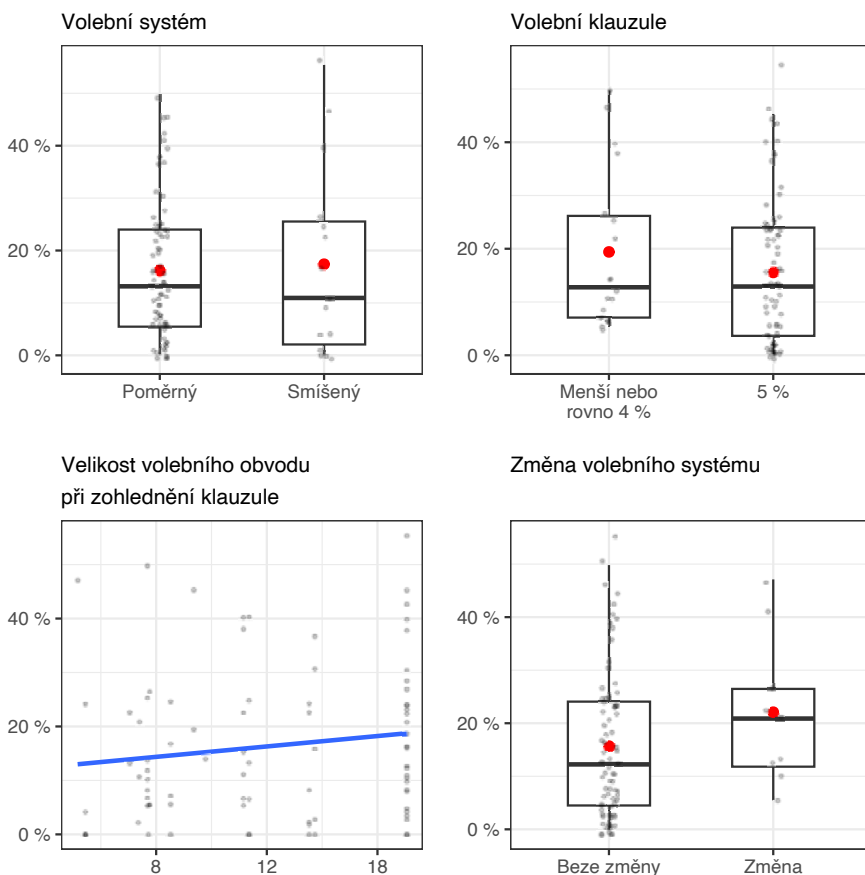 Volební systém
40 %
20 %
0 %
Poměrný
Smíšený
Volební klauzule
40 %
20 %
0 %
Menší nebo
rovno 4 %
5 %
Velikost volebního obvodu
při zohlednění klauzule
40 %
20 %
0 %
8
12
18
Změna volebního systému
40 %
20 %
0 %
Beze změny
Změna